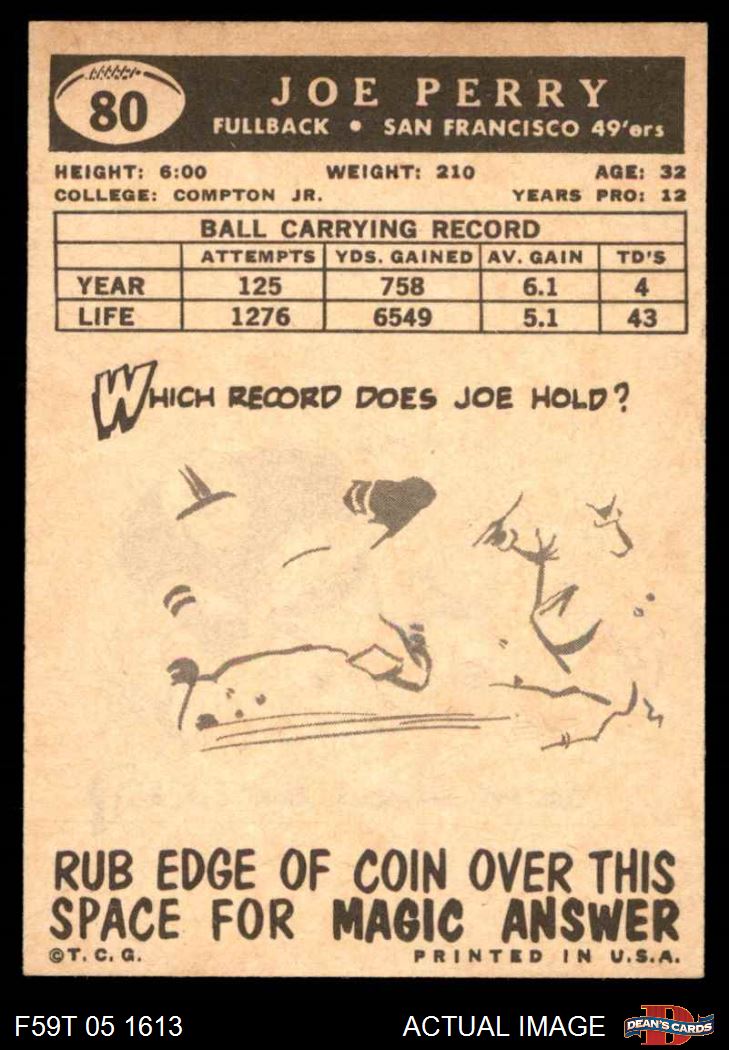 80
JOE PERRY
FULLBACK • SAN FRANCISCO 49'ers
HEIGHT: 6:00 WEIGHT: 210 AGE: 32
COLLEGE: COMPTON JR. YEARS PRO: 12
BALL CARRYING RECORD
ATTEMPTS YDS. GAINED AV. GAIN TD'S
YEAR 125 758 6.1 4
LIFE 1276 6549 5.1 43
WHICH RECORD DOES JOE HOLD?
RUB EDGE OF COIN OVER THIS
SPACE FOR MAGIC ANSWER
©T. C. G. PRINTED IN U.S.A.
F59T 05 1613 ACTUAL IMAGE D DEAN'S CARDS